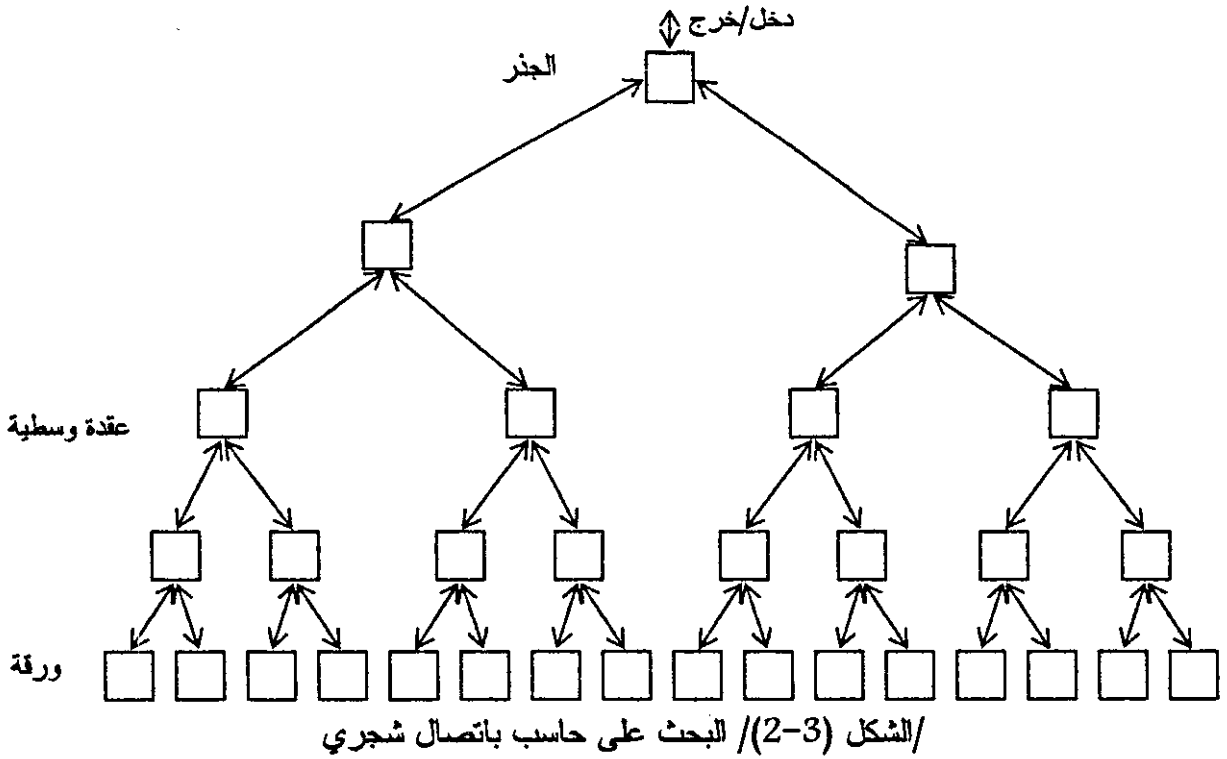 دخل/خرج
الجذر
عقدة وسطية
ورقة
/الشكل (3-2)/ البحث على حاسب باتصال شجري